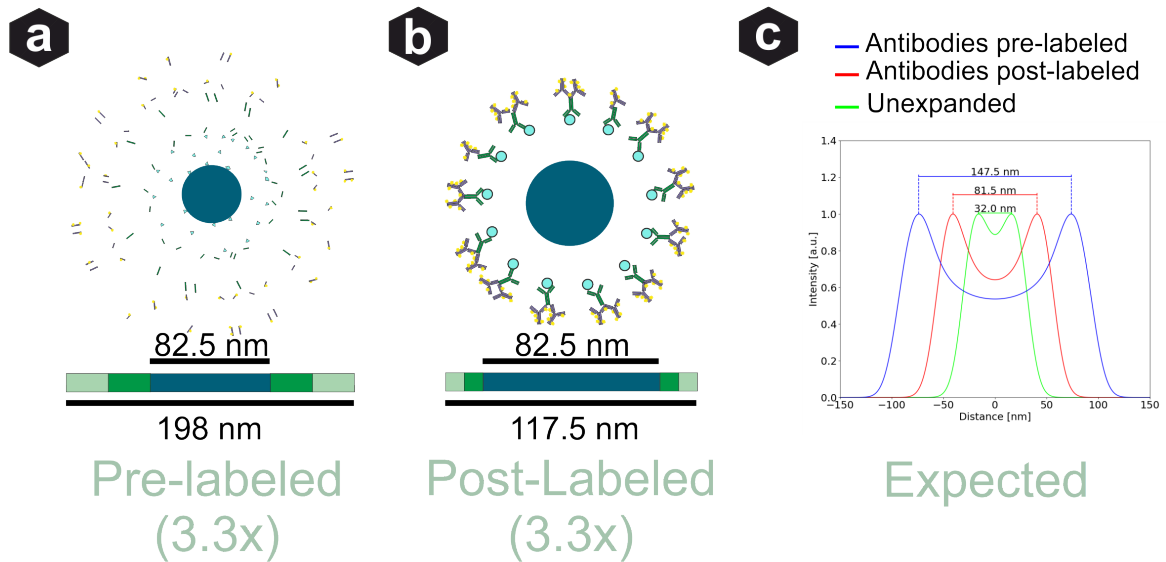 a
82.5 nm
198 nm
Pre-labeled
(3.3x)
b
82.5 nm
117.5 nm
Post-Labeled
(3.3x)
c
Antibodies pre-labeled
Antibodies post-labeled
Unexpanded
1.4
1.2
1.0
0.8
0.6
0.4
0.2
0.0
Intensity [a.u.]
147.5 nm
81.5 nm
32.0 nm
−150 −100 −50 0 50 100 150
Distance [nm]
Expected